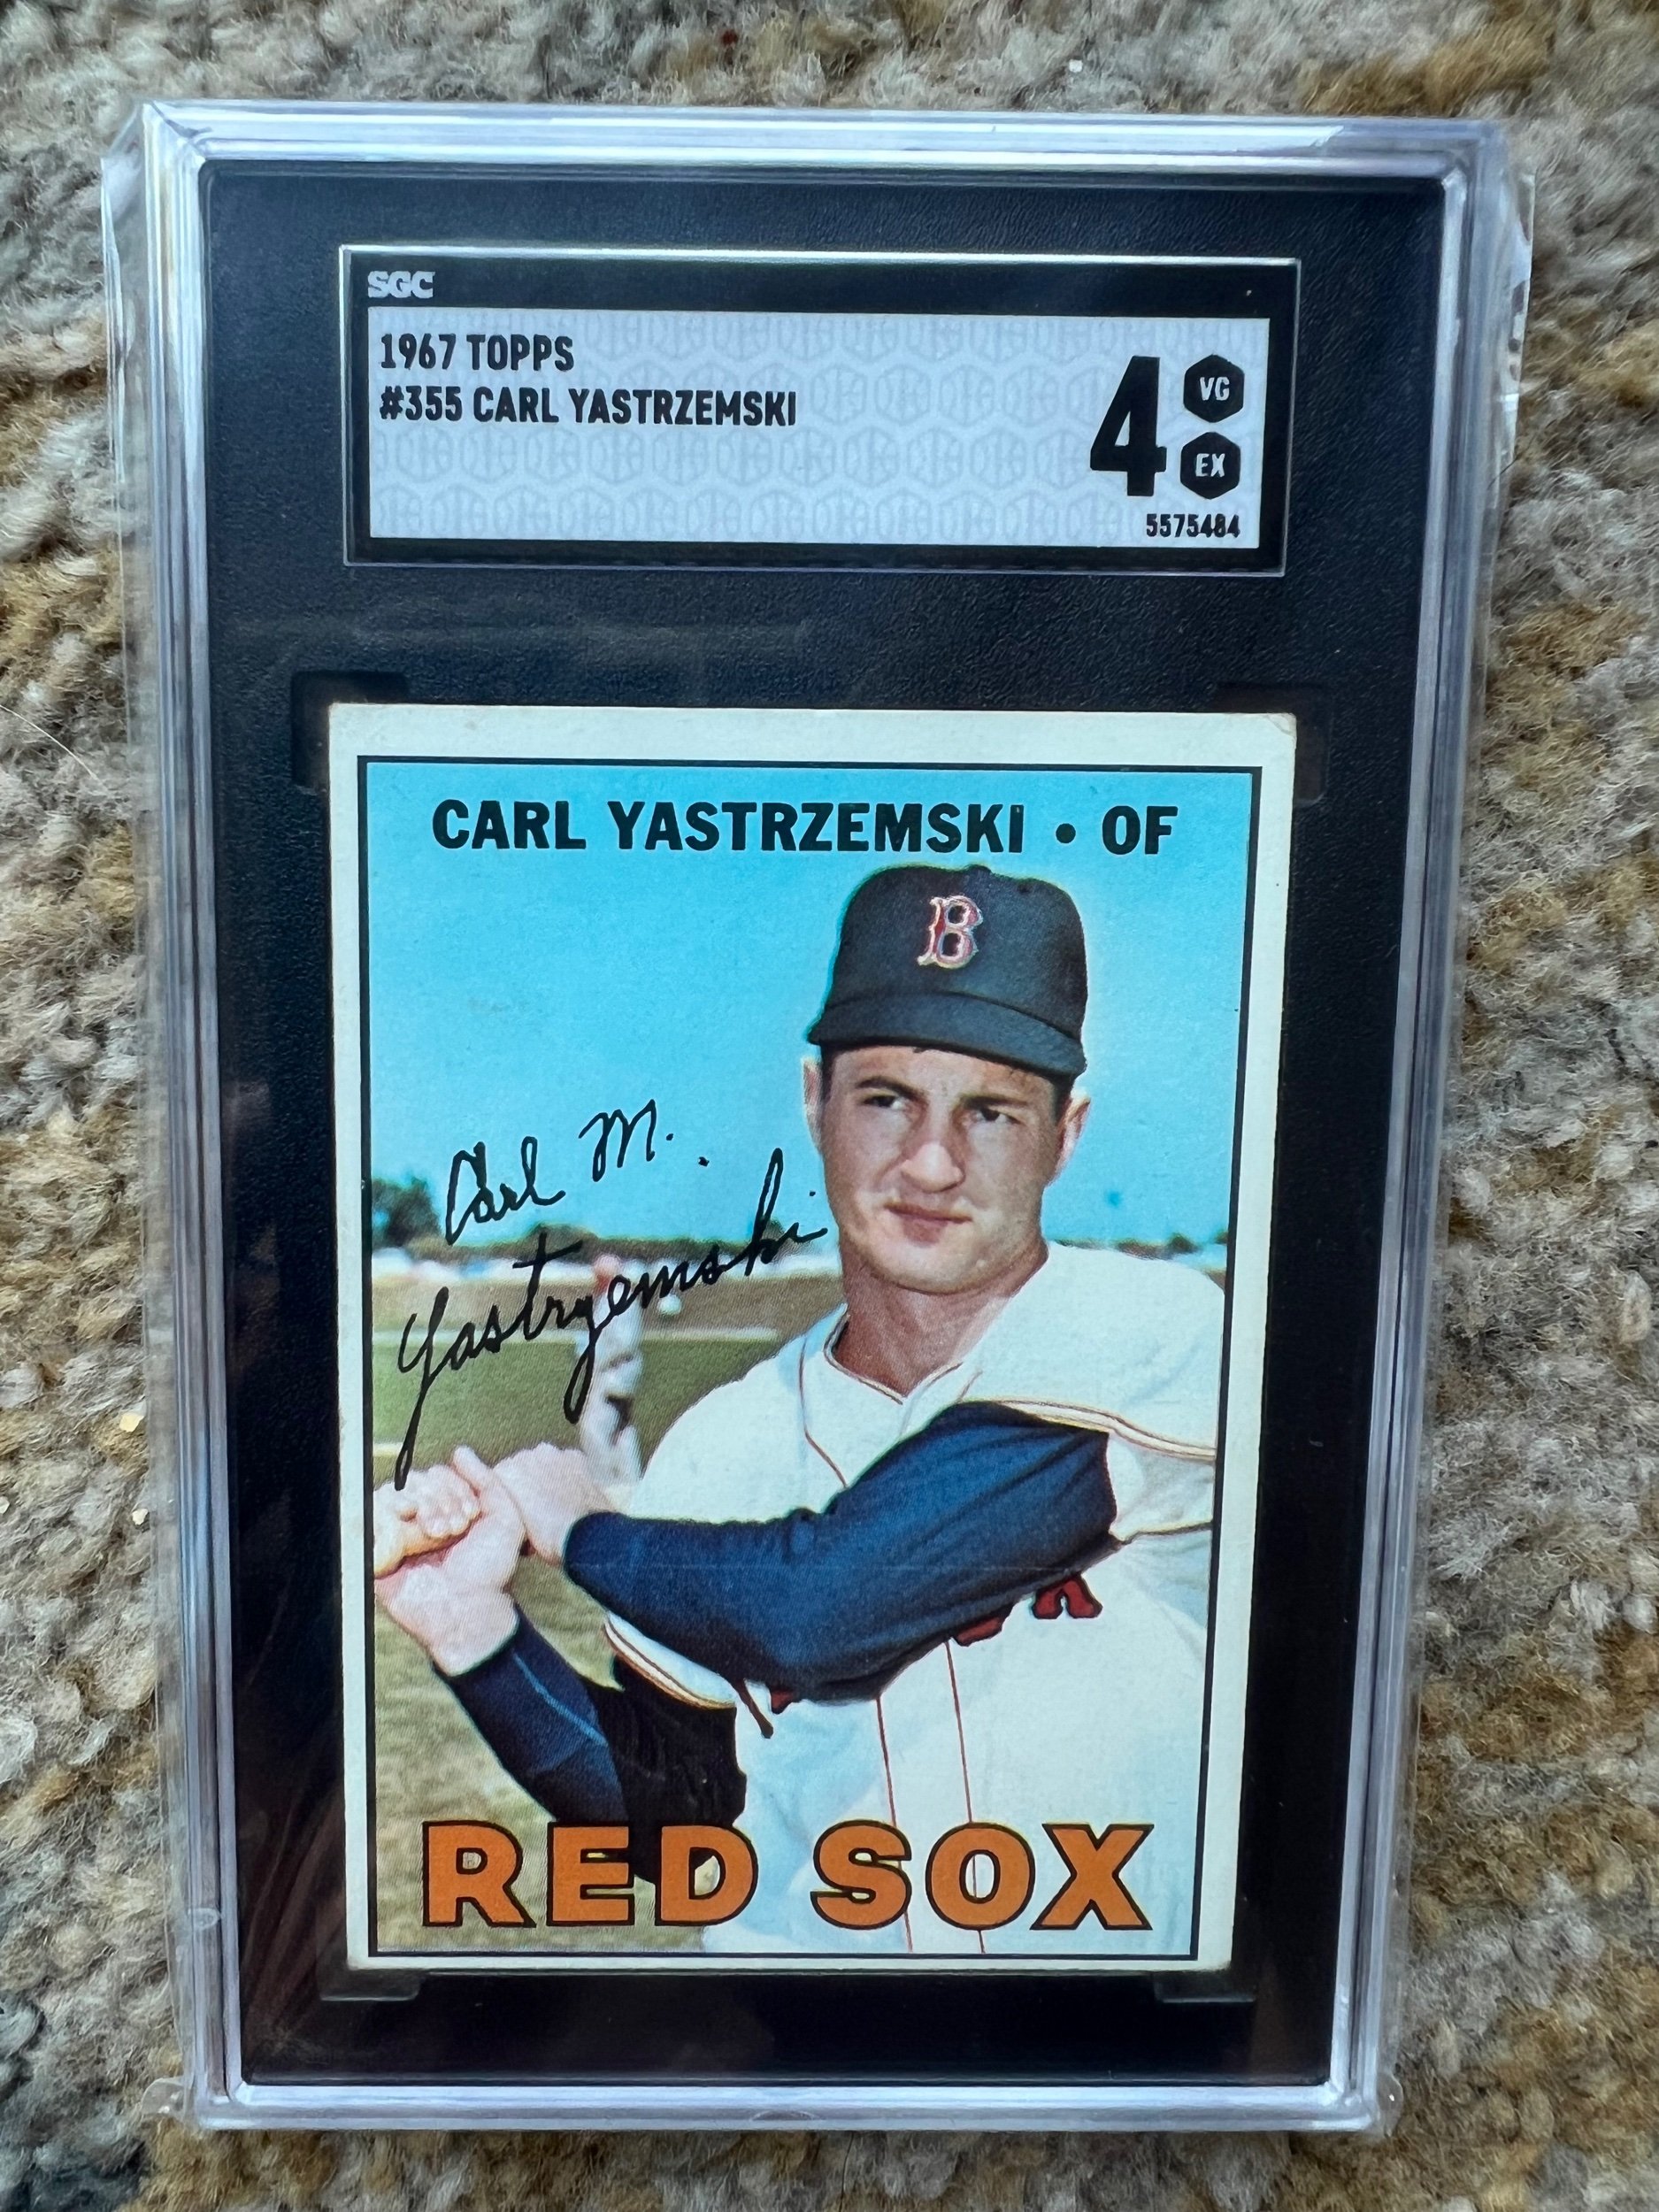 SGC
1967 TOPPS
#355 CARL YASTRZEMSKI
4 VG
EX
5575484
CARL YASTRZEMSKI • OF
B
Carl M.
Yastrzemski
RED SOX